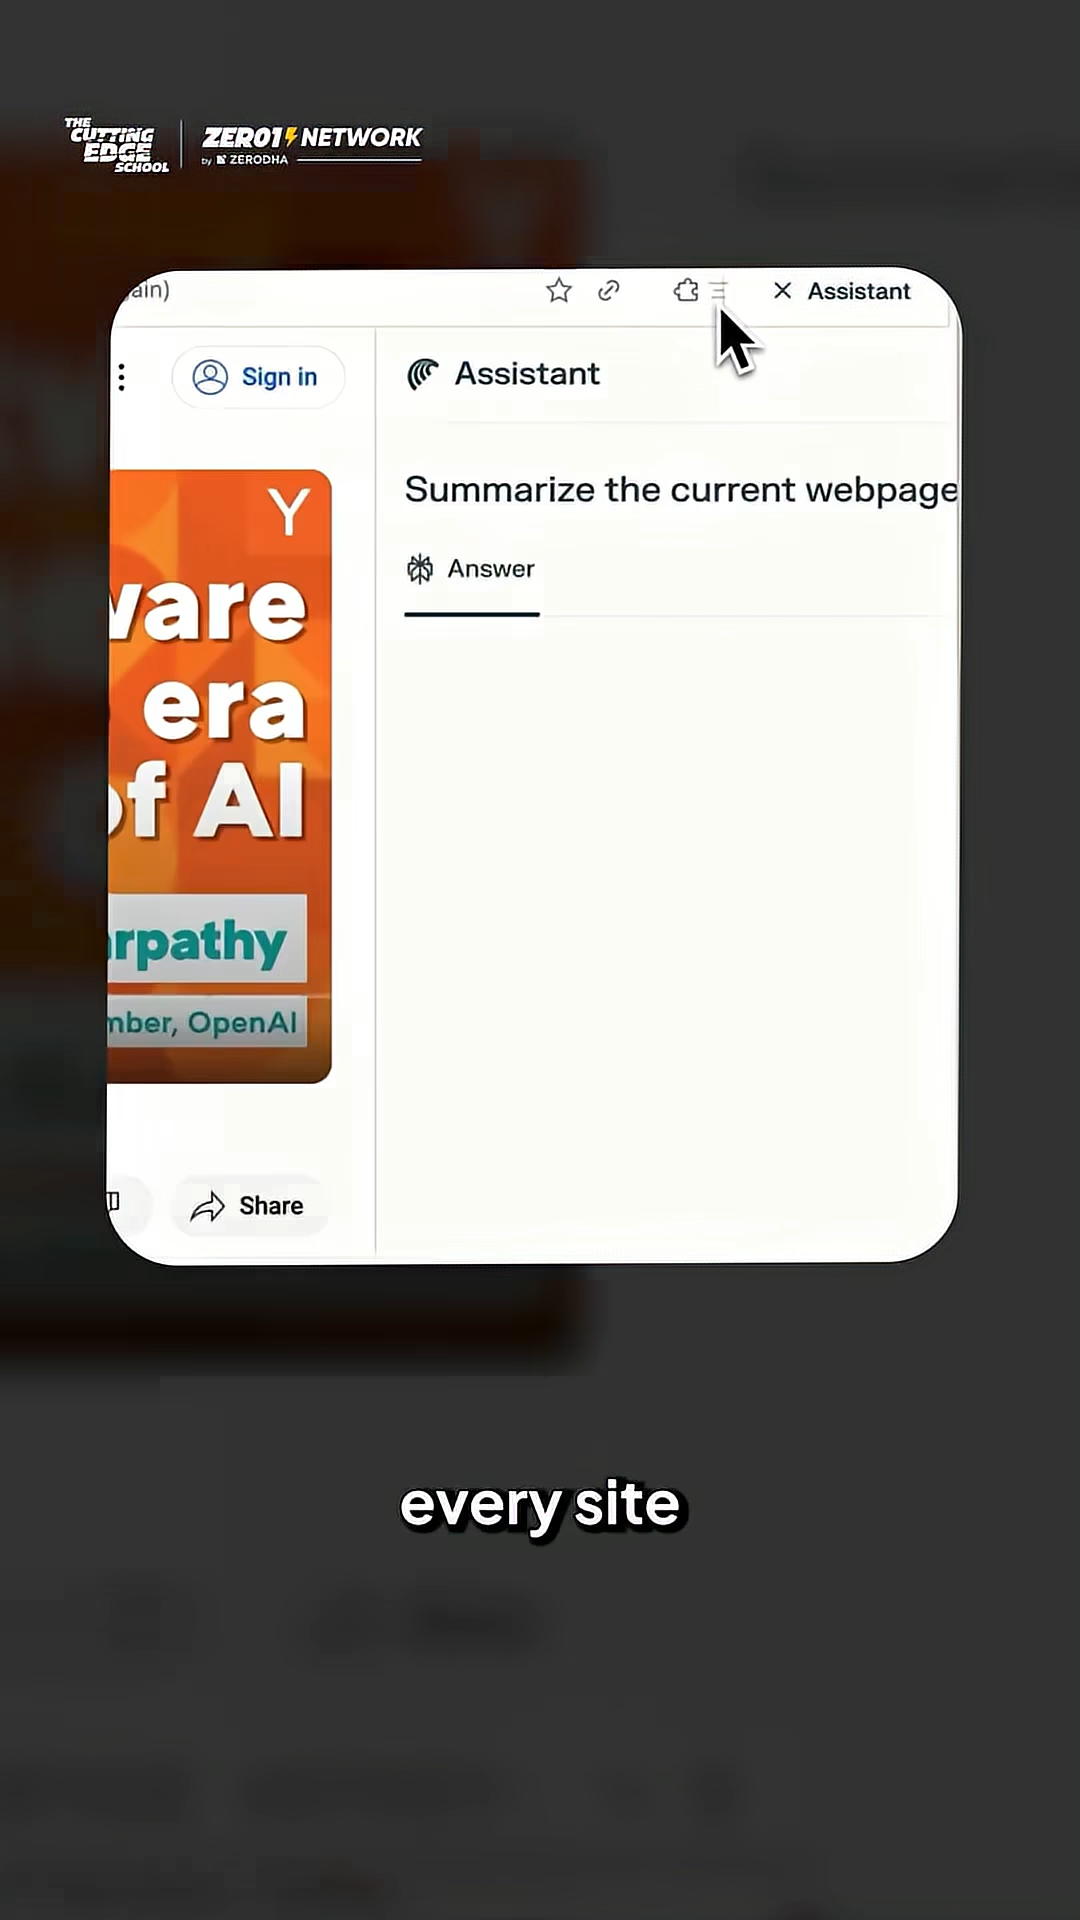 THE
CUTTING
EDGE
SCHOOL
ZERO1 NETWORK
by ZERODHA
ain)
Assistant
Sign in
Assistant
Summarize the current webpage
Answer
Y
ware
era
of AI
arpathy
mber, OpenAI
Share
every site